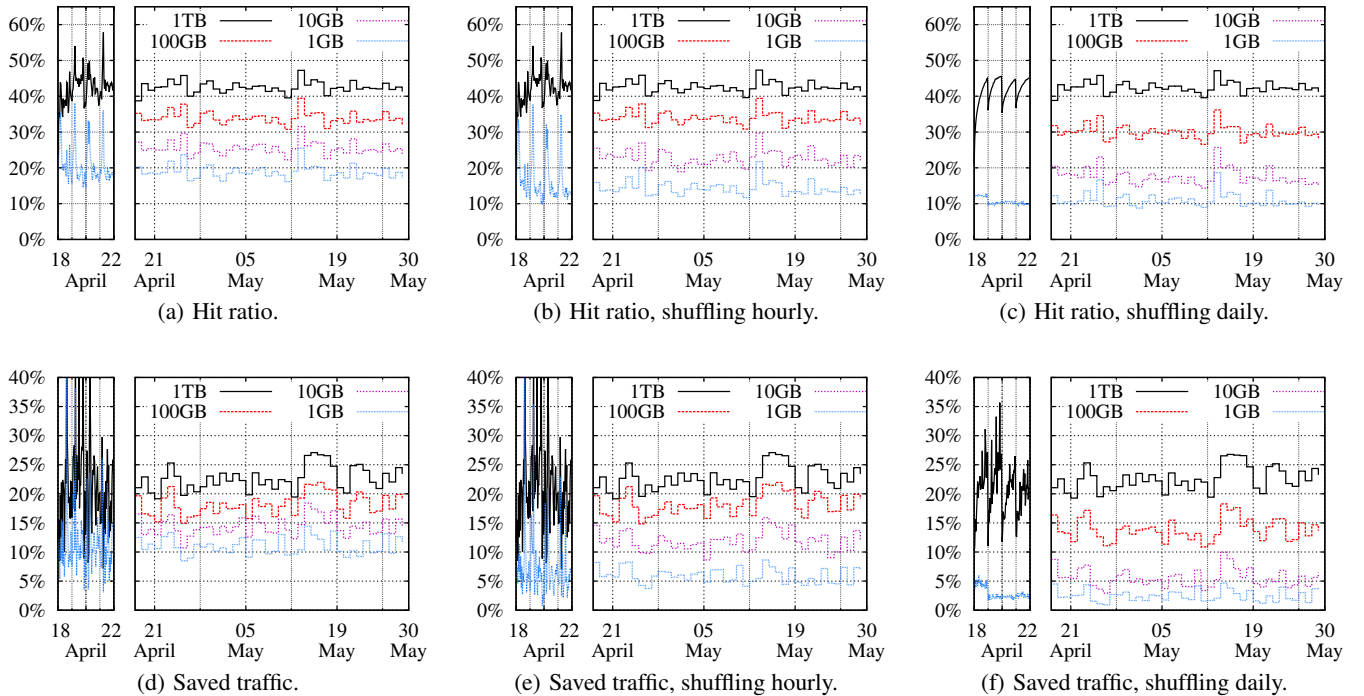 60%
50%
40%
30%
20%
10%
0%
18 22
April
1TB 10GB
100GB 1GB
21 05 19 30
April May May
(a) Hit ratio.
60%
50%
40%
30%
20%
10%
0%
18 22
April
1TB 10GB
100GB 1GB
21 05 19 30
April May May
(b) Hit ratio, shuffling hourly.
60%
50%
40%
30%
20%
10%
0%
18 22
April
1TB 10GB
100GB 1GB
21 05 19 30
April May May
(c) Hit ratio, shuffling daily.
40%
35%
30%
25%
20%
15%
10%
5%
0%
18 22
April
1TB 10GB
100GB 1GB
21 05 19 30
April May May
(d) Saved traffic.
40%
35%
30%
25%
20%
15%
10%
5%
0%
18 22
April
1TB 10GB
100GB 1GB
21 05 19 30
April May May
(e) Saved traffic, shuffling hourly.
40%
35%
30%
25%
20%
15%
10%
5%
0%
18 22
April
1TB 10GB
100GB 1GB
21 05 19 30
April May May
(f) Saved traffic, shuffling daily.